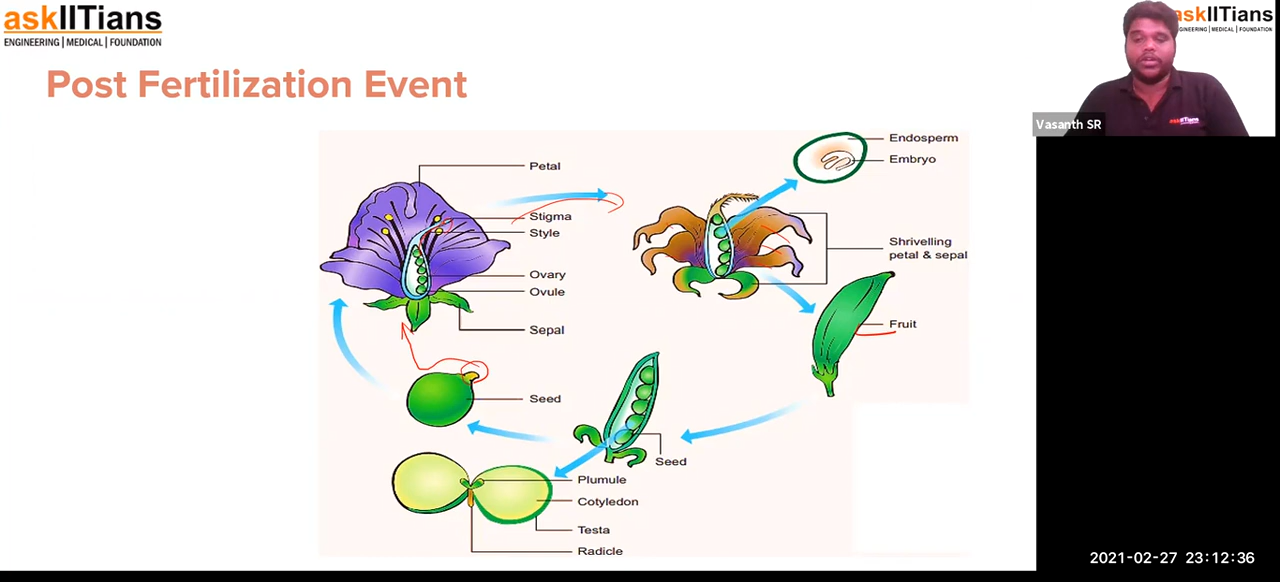 askIITians
ENGINEERING | MEDICAL | FOUNDATION
askIITians
ENGINEERING | MEDICAL | FOUNDATION
Vasanth SR
Post Fertilization Event
Petal
Stigma
Style
Ovary
Ovule
Sepal
Endosperm
Embryo
Shrivelling
petal & sepal
Fruit
Seed
Seed
Plumule
Cotyledon
Testa
Radicle
2021-02-27 23:12:36